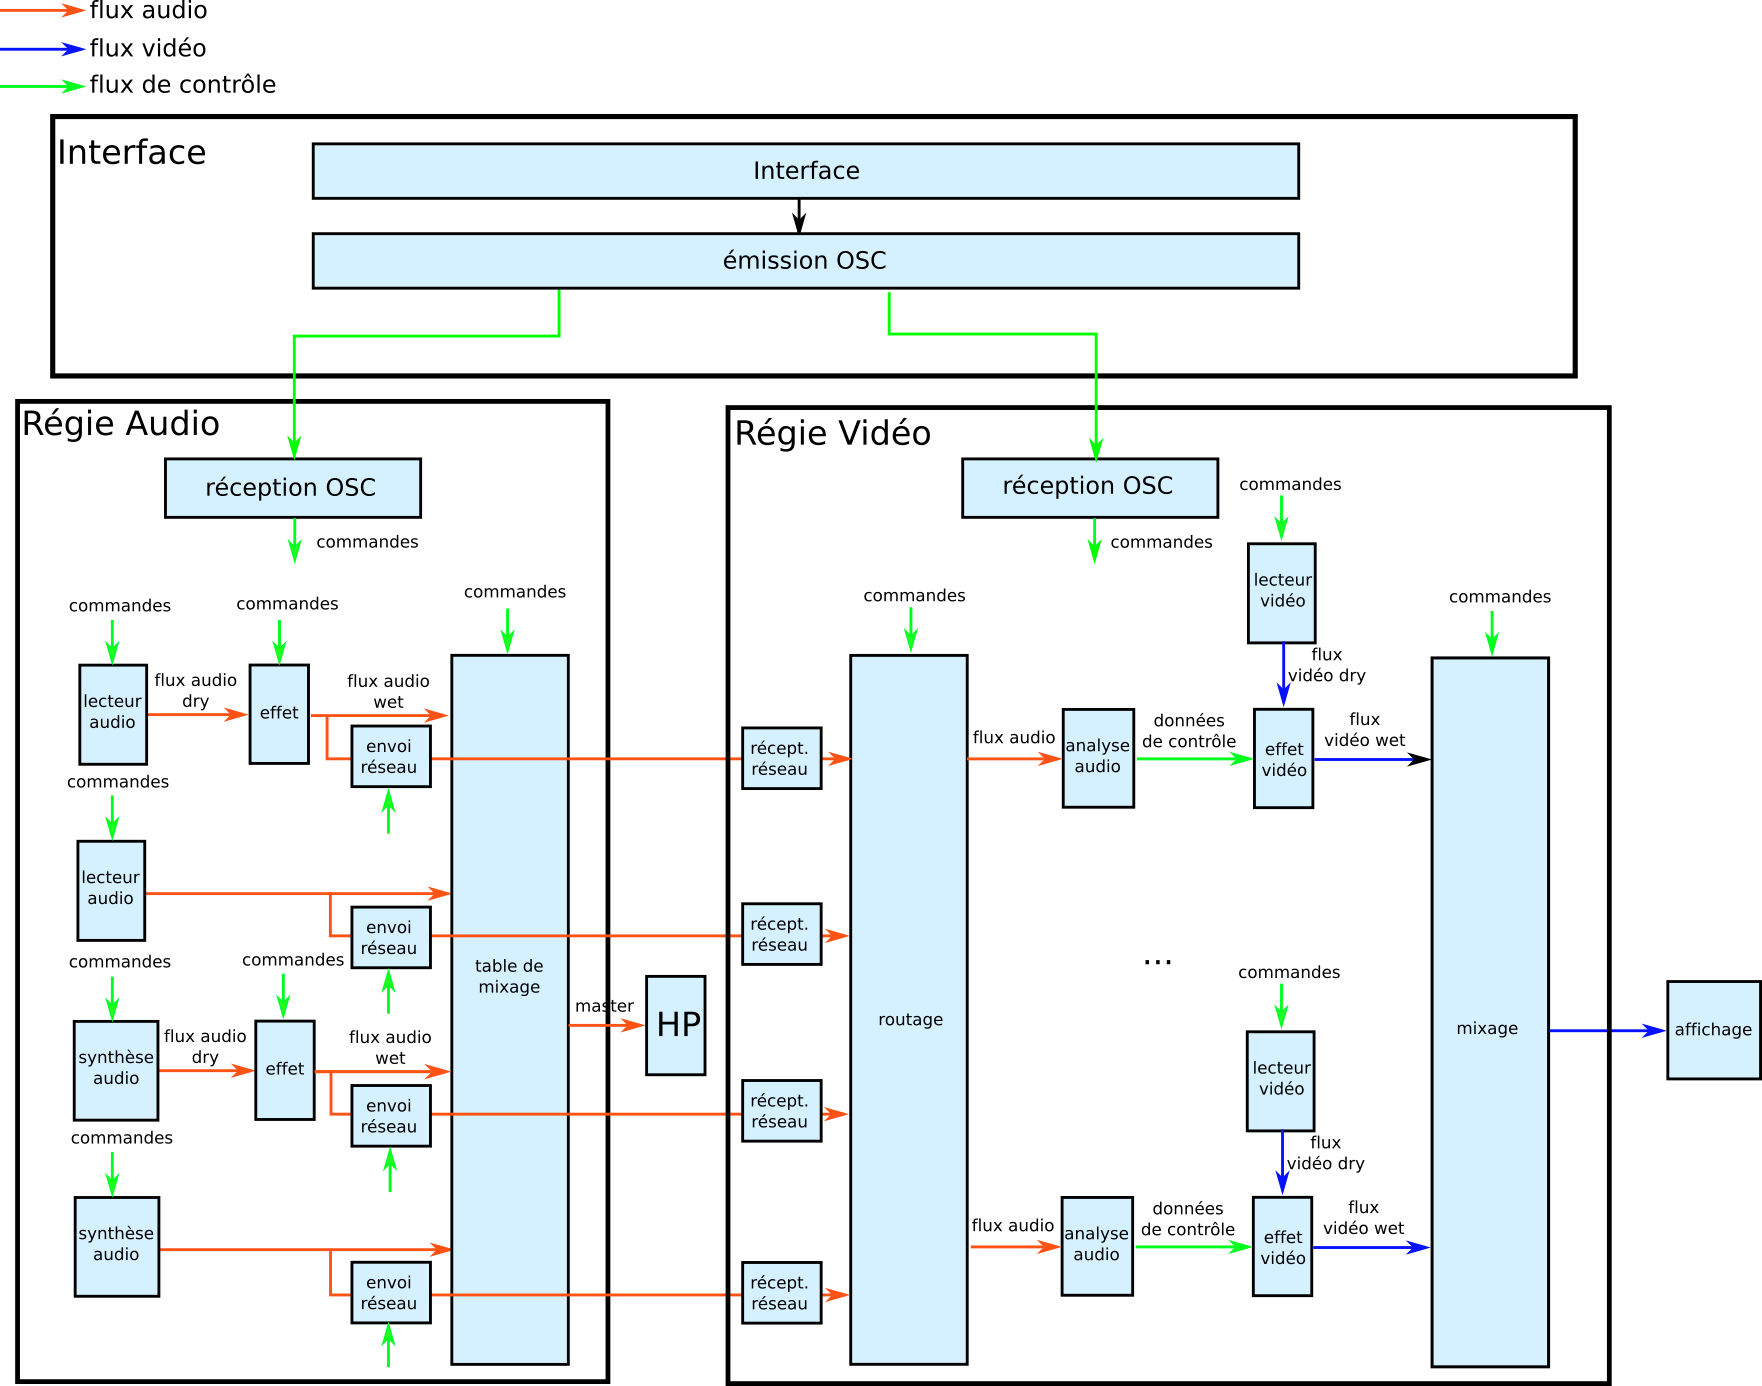 flux audio
flux vidéo
flux de contrôle
Interface
Interface
émission OSC
Régie Audio
réception OSC
commandes
commandes
commandes
commandes
lecteur
audio
flux audio
dry
effet
flux audio
wet
envoi
réseau
commandes
lecteur
audio
envoi
réseau
commandes
commandes
synthèse
audio
flux audio
dry
effet
flux audio
wet
envoi
réseau
commandes
synthèse
audio
envoi
réseau
table de
mixage
master
HP
Régie Vidéo
réception OSC
commandes
commandes
commandes
lecteur
vidéo
flux
vidéo dry
commandes
récept.
réseau
récept.
réseau
récept.
réseau
récept.
réseau
routage
flux audio
analyse
audio
données
de contrôle
effet
vidéo
flux
vidéo wet
...
commandes
lecteur
vidéo
flux
vidéo dry
flux audio
analyse
audio
données
de contrôle
effet
vidéo
flux
vidéo wet
mixage
affichage